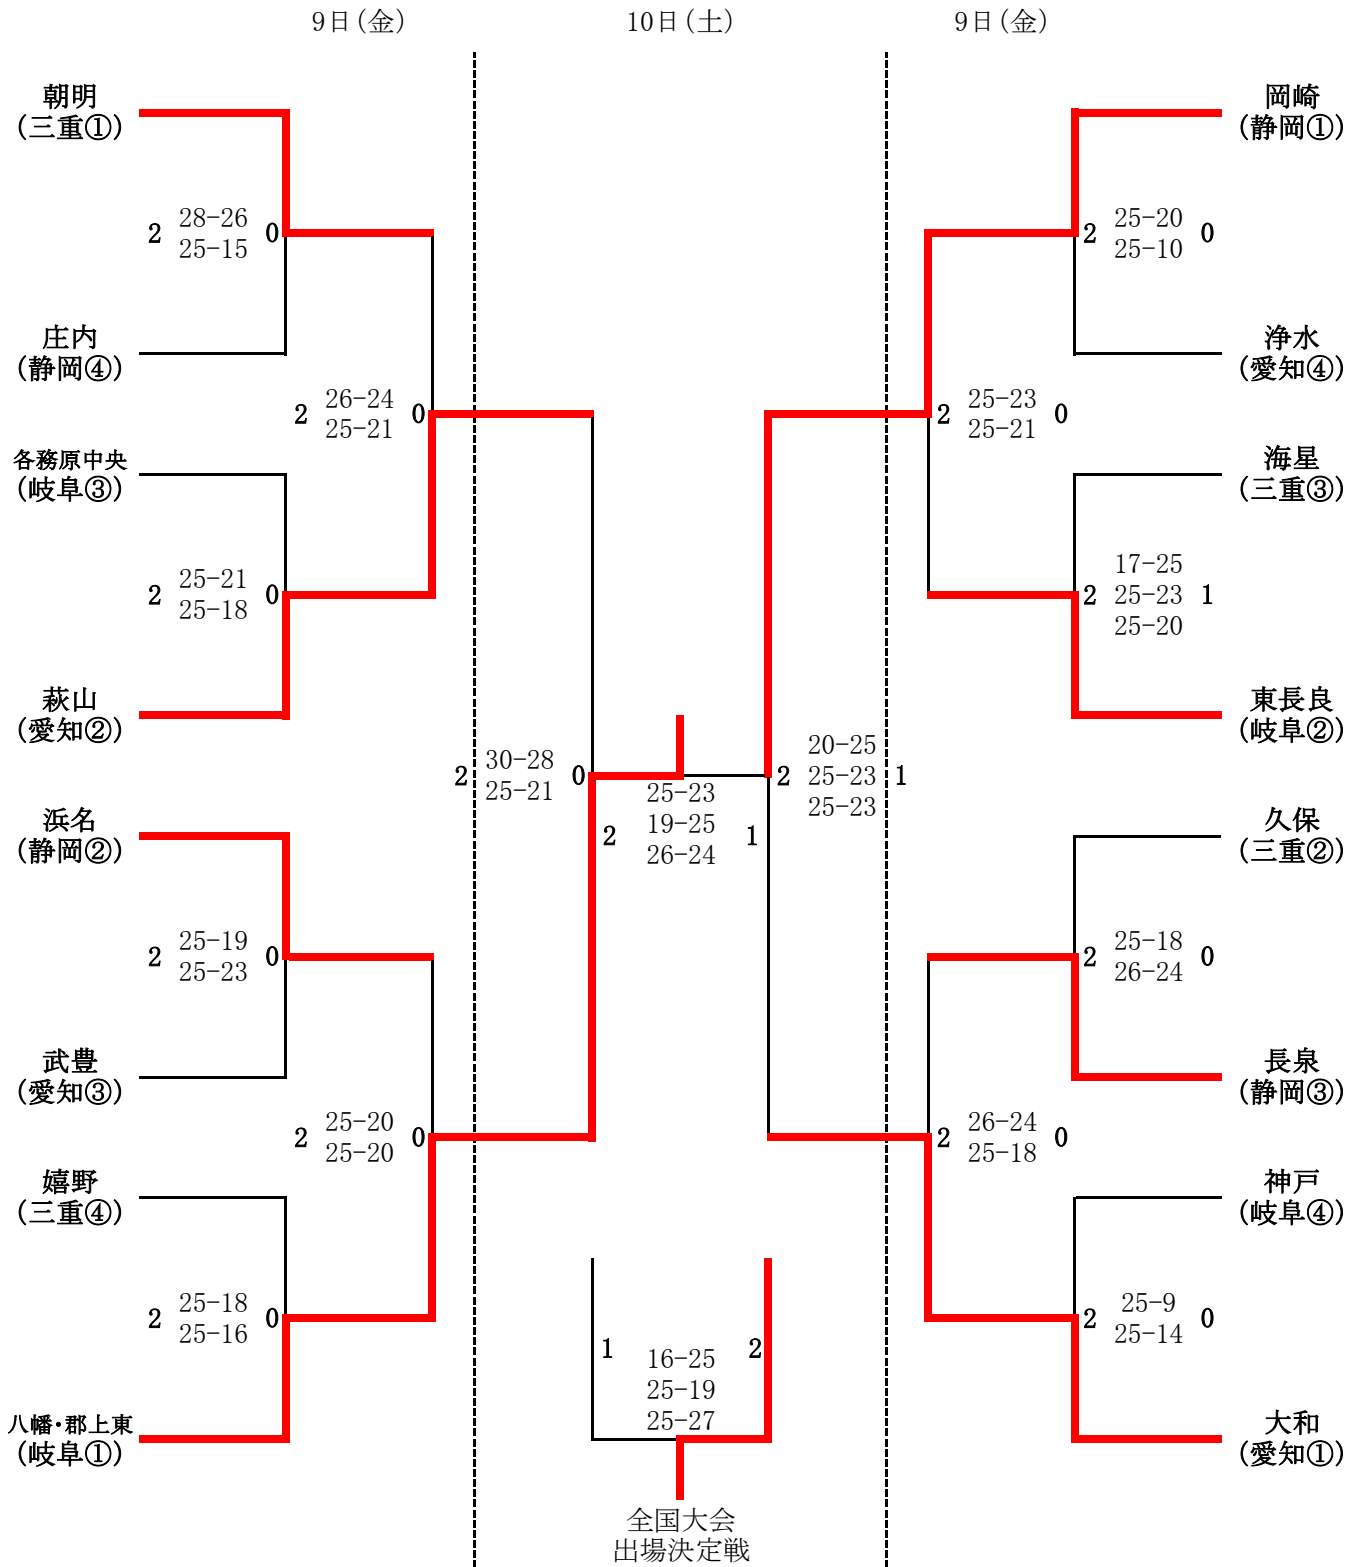 9日(金)
10日(土)
9日(金)
朝明
(三重①)
2 28-26 0
25-15
庄内
(静岡④)
2 26-24 0
25-21
各務原中央
(岐阜③)
2 25-21 0
25-18
萩山
(愛知②)
2 30-28 0
25-21
浜名
(静岡②)
2 25-19 0
25-23
武豊
(愛知③)
2 25-20 0
25-20
嬉野
(三重④)
2 25-18 0
25-16
八幡・郡上東
(岐阜①)
25-23
2 19-25 1
26-24
1 16-25 2
25-19
25-27
全国大会
出場決定戦
岡崎
(静岡①)
2 25-20 0
25-10
浄水
(愛知④)
2 25-23 0
25-21
海星
(三重③)
17-25
2 25-23 1
25-20
東長良
(岐阜②)
20-25
2 25-23 1
25-23
久保
(三重②)
2 25-18 0
26-24
長泉
(静岡③)
2 26-24 0
25-18
神戸
(岐阜④)
2 25-9 0
25-14
大和
(愛知①)